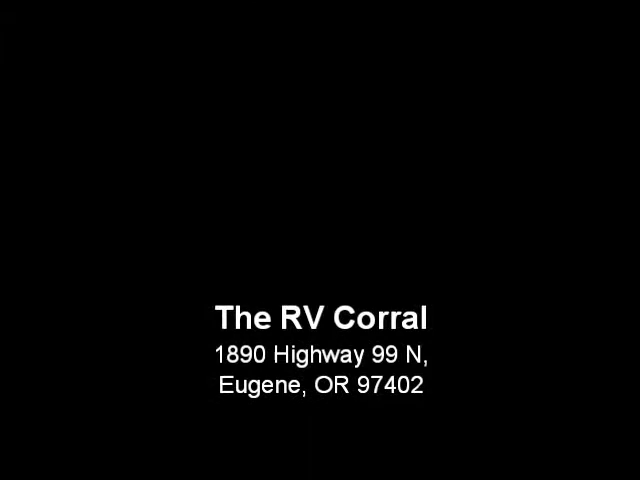 The RV Corral
1890 Highway 99 N,
Eugene, OR 97402